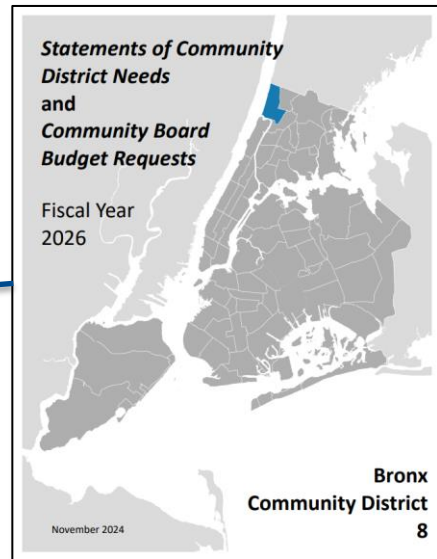 Statements of Community
District Needs
and
Community Board
Budget Requests
Fiscal Year
2026
Bronx
Community District
8
November 2024